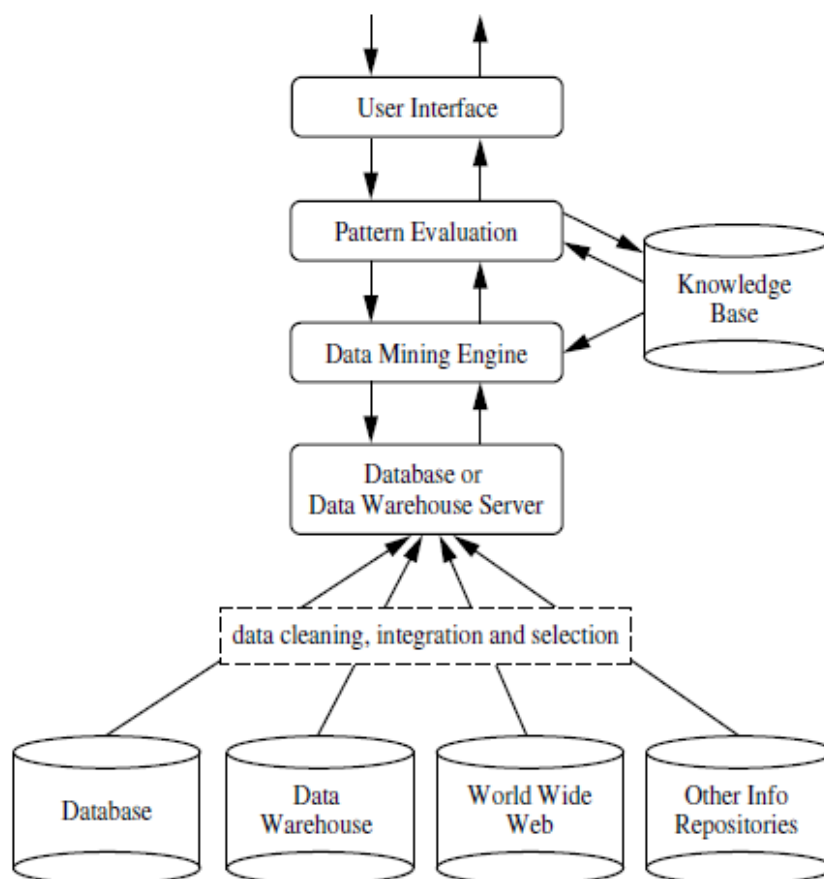 User Interface
Pattern Evaluation
Knowledge
Base
Data Mining Engine
Database or
Data Warehouse Server
data cleaning, integration and selection
Database
Data
Warehouse
World Wide
Web
Other Info
Repositories